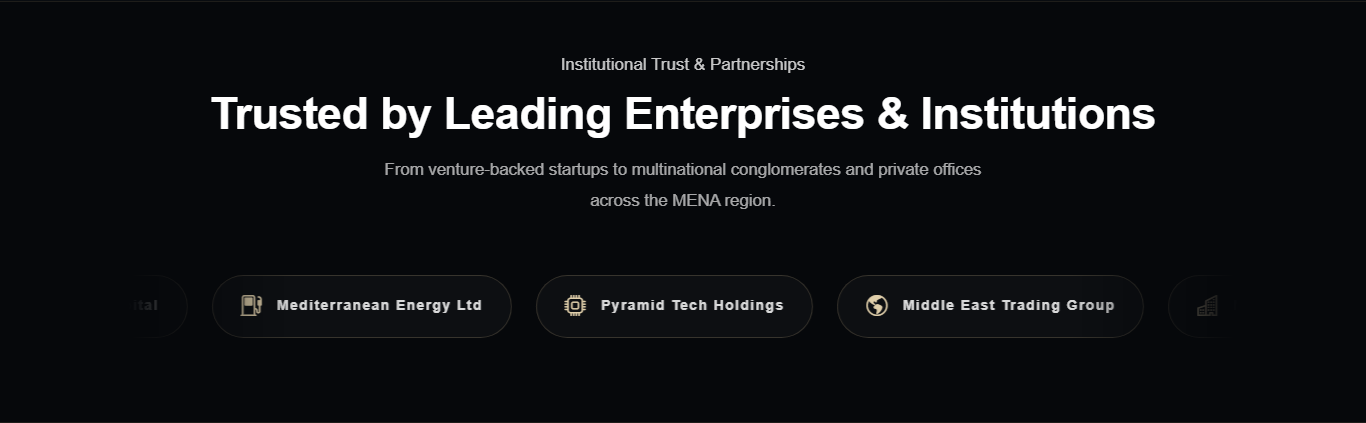 Institutional Trust & Partnerships
Trusted by Leading Enterprises & Institutions
From venture-backed startups to multinational conglomerates and private offices
across the MENA region.
Mediterranean Energy Ltd
Pyramid Tech Holdings
Middle East Trading Group